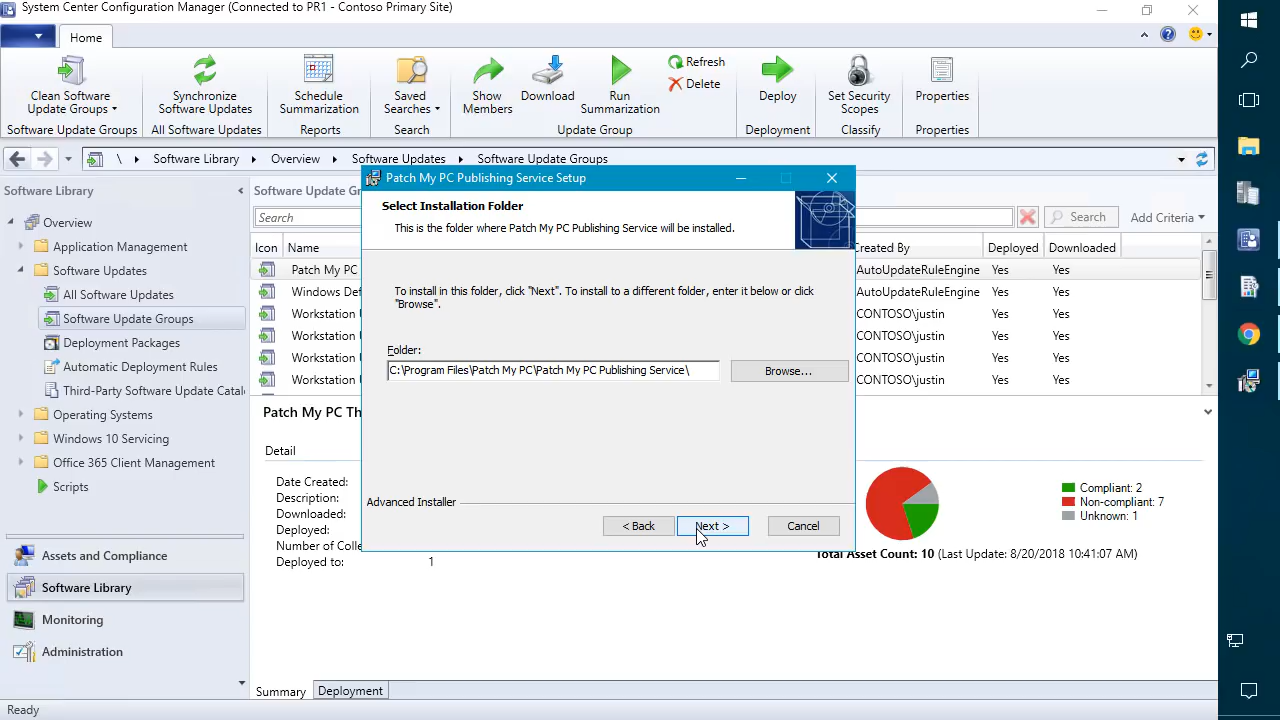 System Center Configuration Manager (Connected to PR1 - Contoso Primary Site)
Home
Clean Software
Update Groups
Synchronize
Software Updates
Schedule
Summarization
Saved
Searches
Show
Members
Download
Run
Summarization
Refresh
Delete
Deploy
Set Security
Scopes
Properties
Software Update Groups
All Software Updates
Reports
Search
Update Group
Deployment
Classify
Properties
\ Software Library Overview Software Updates Software Update Groups
Software Library
Overview
Application Management
Software Updates
All Software Updates
Software Update Groups
Deployment Packages
Automatic Deployment Rules
Third-Party Software Update Catal
Operating Systems
Windows 10 Servicing
Office 365 Client Management
Scripts
Assets and Compliance
Software Library
Monitoring
Administration
Software Update Gr
Search
Search
Add Criteria
Icon Name Created By Deployed Downloaded
Patch My PC AutoUpdateRuleEngine Yes Yes
Windows Def AutoUpdateRuleEngine Yes Yes
Workstation U CONTOSO\justin Yes Yes
Workstation U CONTOSO\justin Yes Yes
Workstation U CONTOSO\justin Yes Yes
Workstation U CONTOSO\justin Yes Yes
Patch My PC Publishing Service Setup
Select Installation Folder
This is the folder where Patch My PC Publishing Service will be installed.
To install in this folder, click "Next". To install to a different folder, enter it below or click
"Browse".
Folder:
C:\Program Files\Patch My PC\Patch My PC Publishing Service\
Browse...
Advanced Installer
< Back
Next >
Cancel
Patch My PC Th
Detail
Date Created:
Description:
Downloaded:
Deployed:
Number of Colle
Deployed to: 1
Compliant: 2
Non-compliant: 7
Unknown: 1
Total Asset Count: 10 (Last Update: 8/20/2018 10:41:07 AM)
Summary
Deployment
Ready